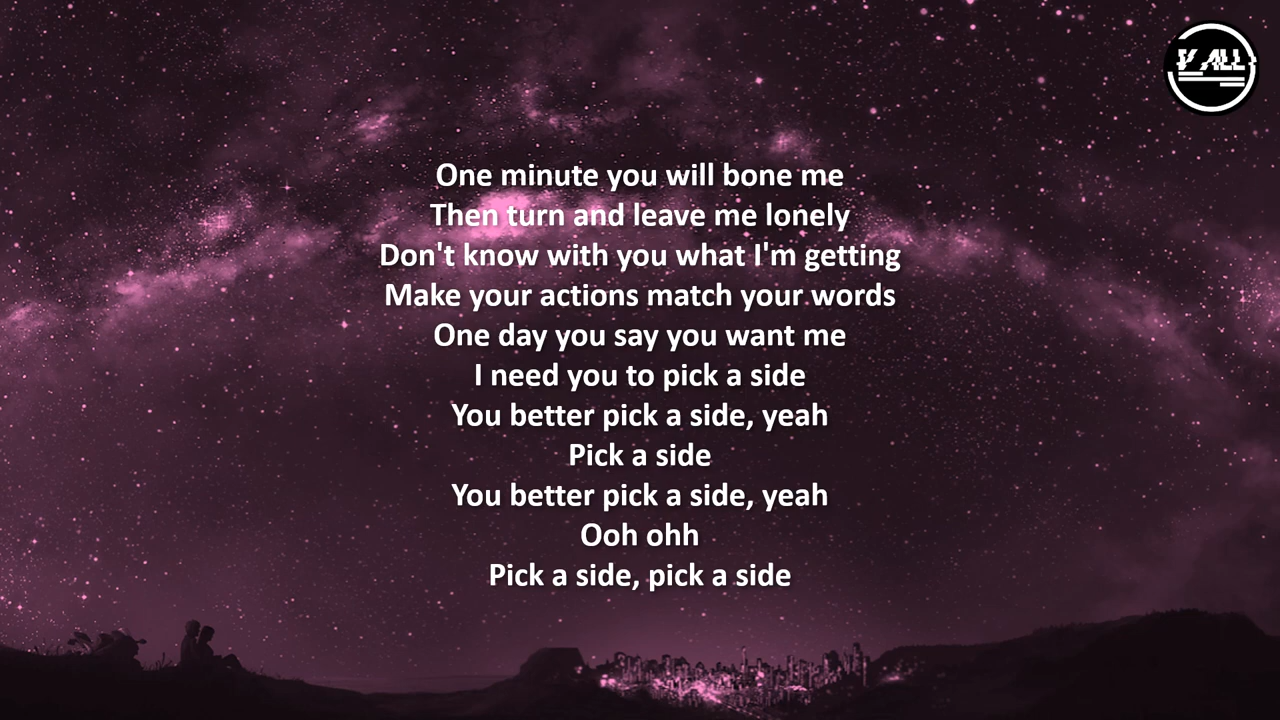 V ALL
One minute you will bone me
Then turn and leave me lonely
Don't know with you what I'm getting
Make your actions match your words
One day you say you want me
I need you to pick a side
You better pick a side, yeah
Pick a side
You better pick a side, yeah
Ooh ohh
Pick a side, pick a side